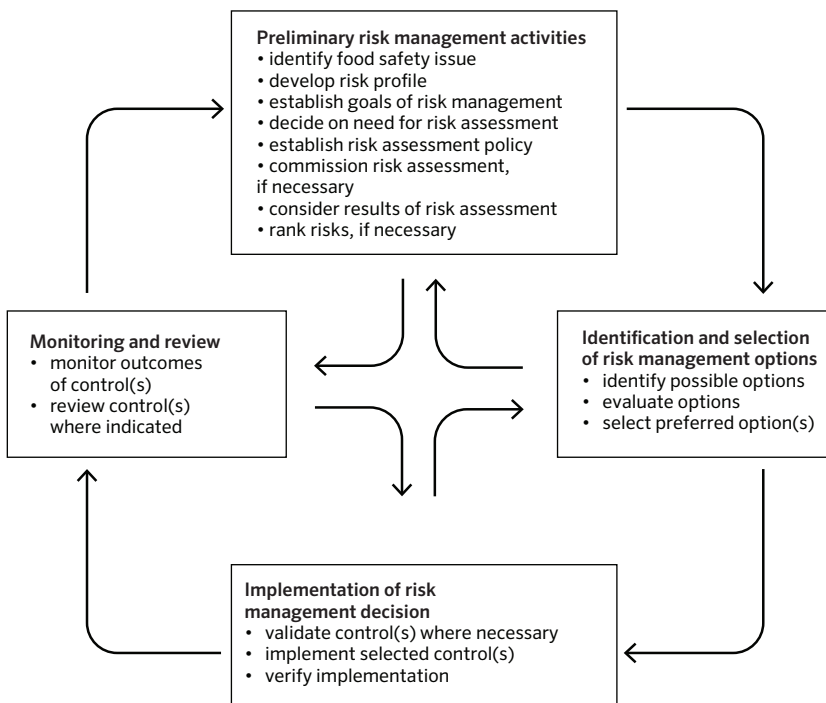 Preliminary risk management activities
• identify food safety issue
• develop risk profile
• establish goals of risk management
• decide on need for risk assessment
• establish risk assessment policy
• commission risk assessment,
if necessary
• consider results of risk assessment
• rank risks, if necessary
Monitoring and review
• monitor outcomes
of control(s)
• review control(s)
where indicated
Identification and selection
of risk management options
• identify possible options
• evaluate options
• select preferred option(s)
Implementation of risk
management decision
• validate control(s) where necessary
• implement selected control(s)
• verify implementation